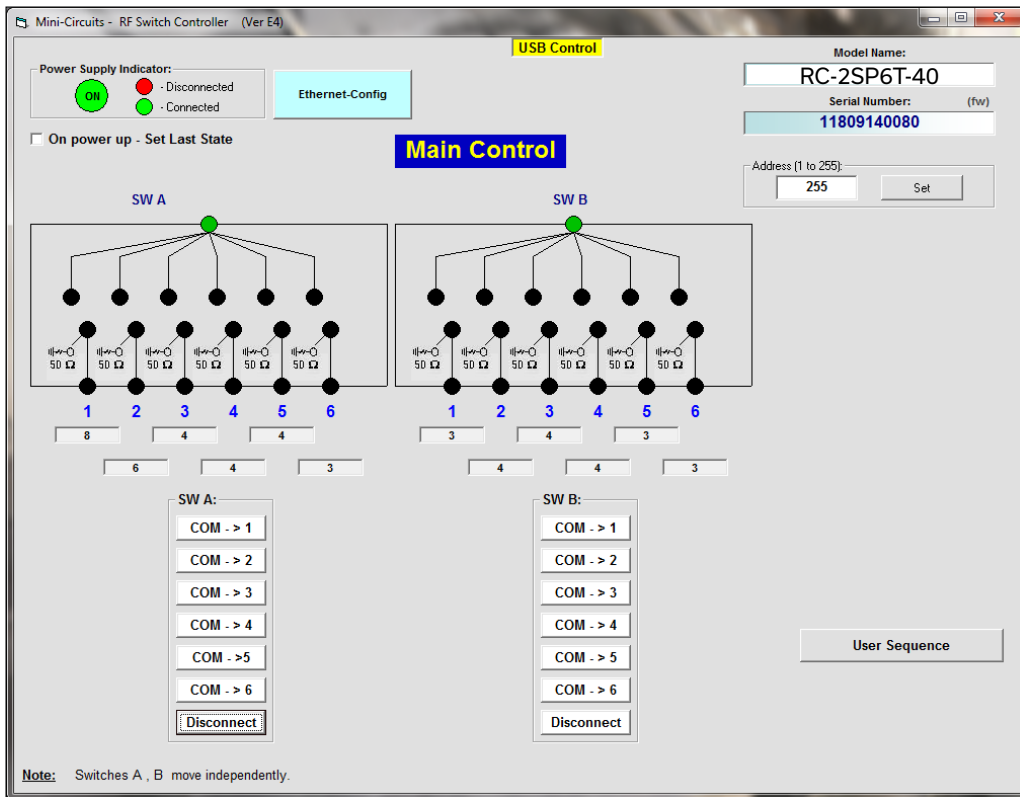 Mini-Circuits - RF Switch Controller (Ver E4)
USB Control
Power Supply Indicator:
ON
- Disconnected
- Connected
Ethernet-Config
Model Name:
RC-2SP6T-40
Serial Number: (fw)
11809140080
On power up - Set Last State
Main Control
Address (1 to 255):
255 Set
SW A SW B
50 Ω 50 Ω 50 Ω 50 Ω 50 Ω 50 Ω 50 Ω 50 Ω 50 Ω 50 Ω 50 Ω 50 Ω
1 2 3 4 5 6 1 2 3 4 5 6
8 4 4 3 4 3
6 4 3 4 4 3
SW A: SW B:
COM - > 1 COM - > 1
COM - > 2 COM - > 2
COM - > 3 COM - > 3
COM - > 4 COM - > 4
COM - >5 COM - > 5
COM - > 6 COM - > 6
Disconnect Disconnect
User Sequence
Note: Switches A , B move independently.